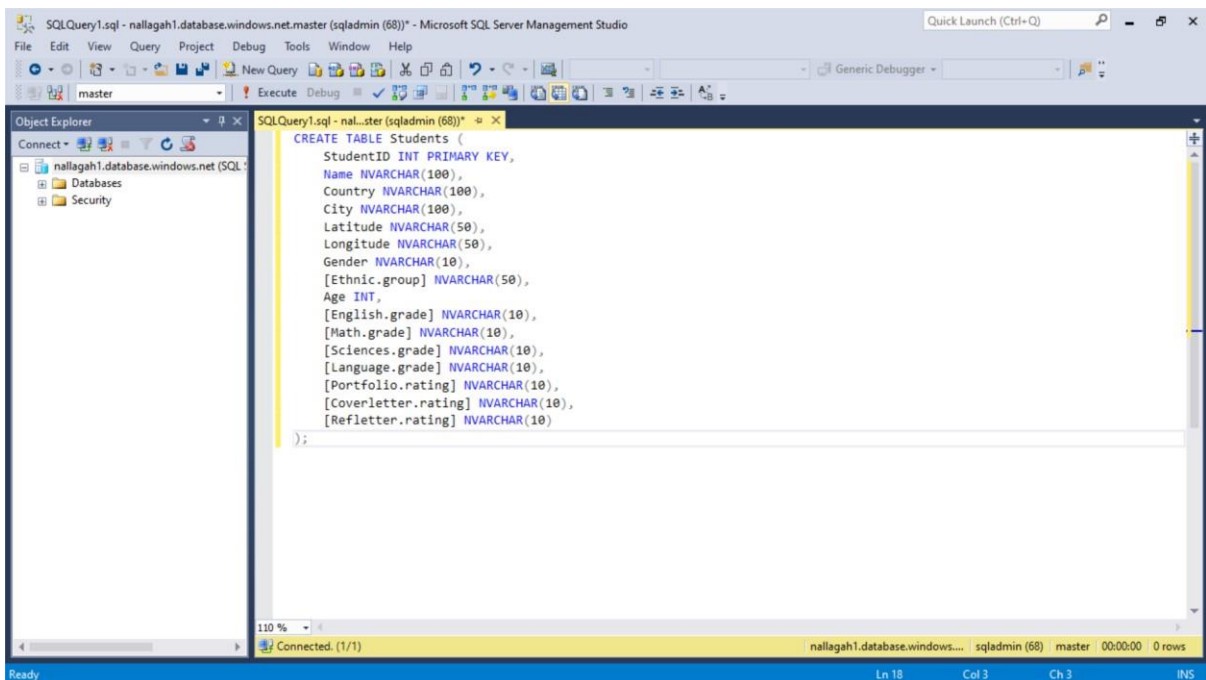 SQLQuery1.sql - nallagah1.database.windows.net.master (sqladmin (68))* - Microsoft SQL Server Management Studio
Quick Launch (Ctrl+Q)
File Edit View Query Project Debug Tools Window Help
New Query
Generic Debugger
master
Execute Debug
Object Explorer
SQLQuery1.sql - nal...ster (sqladmin (68))*
Connect
nallagah1.database.windows.net (SQL
Databases
Security
CREATE TABLE Students (
StudentID INT PRIMARY KEY,
Name NVARCHAR(100),
Country NVARCHAR(100),
City NVARCHAR(100),
Latitude NVARCHAR(50),
Longitude NVARCHAR(50),
Gender NVARCHAR(10),
[Ethnic.group] NVARCHAR(50),
Age INT,
[English.grade] NVARCHAR(10),
[Math.grade] NVARCHAR(10),
[Sciences.grade] NVARCHAR(10),
[Language.grade] NVARCHAR(10),
[Portfolio.rating] NVARCHAR(10),
[Coverletter.rating] NVARCHAR(10),
[Refletter.rating] NVARCHAR(10)
);
110 %
Connected. (1/1)
nallagah1.database.windows.... sqladmin (68) master 00:00:00 0 rows
Ready
Ln 18 Col 3 Ch 3 INS